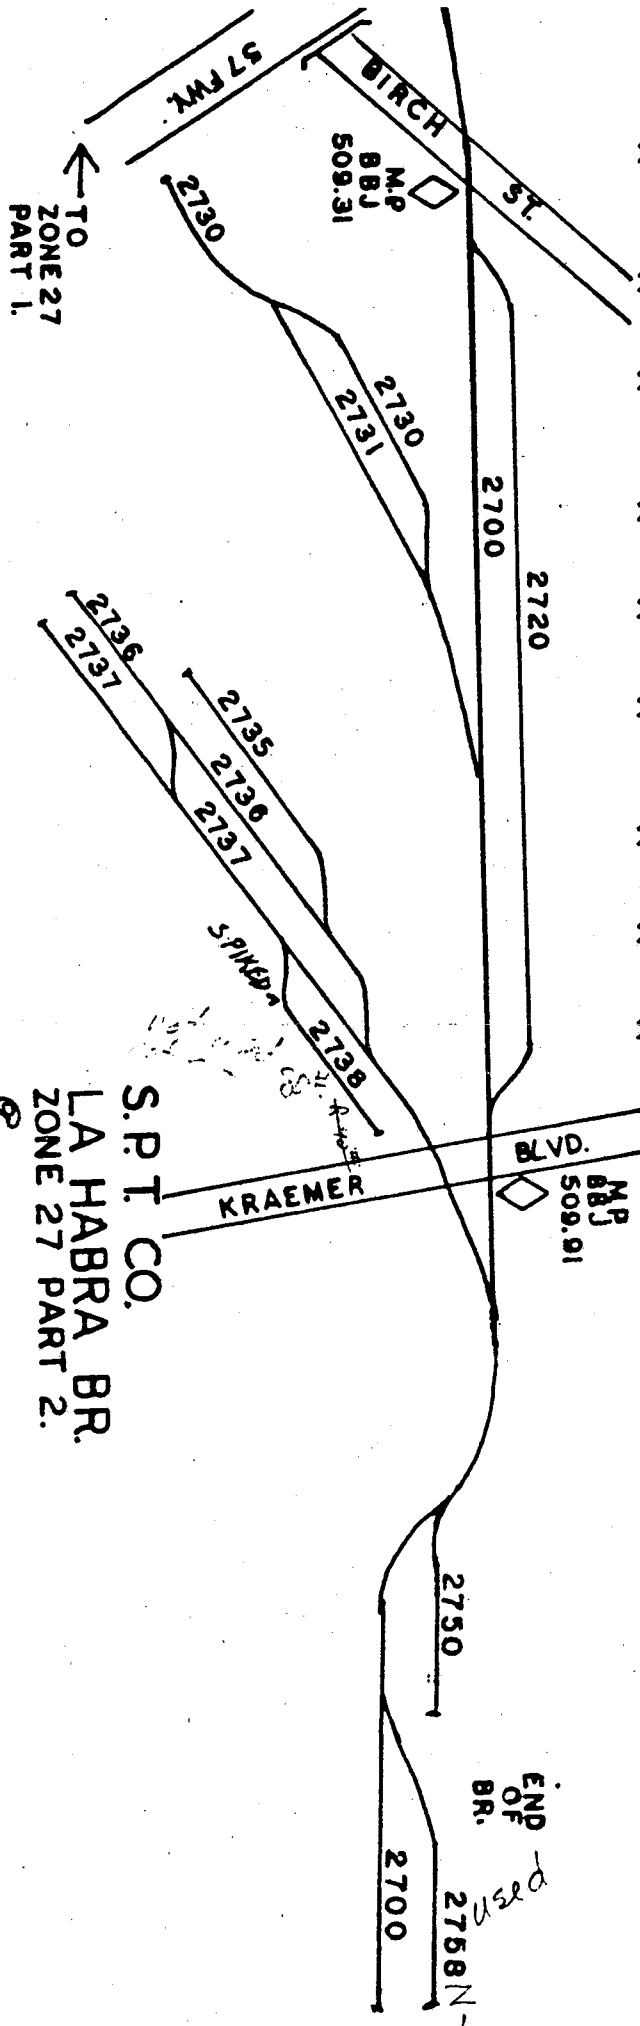 57 FWY.
BIRCH ST.
M.P
BBJ
509.31
← TO
ZONE 27
PART 1.
2730
2730
2731
2700
2720
2736
2737
2735
2736
2737
SPIKED
2738
KRAEMER BLVD.
M.P
BBJ
509.91
S.P.T. CO.
LA HABRA BR.
ZONE 27 PART 2.
2750
END
OF
BR.
used
2758
2700